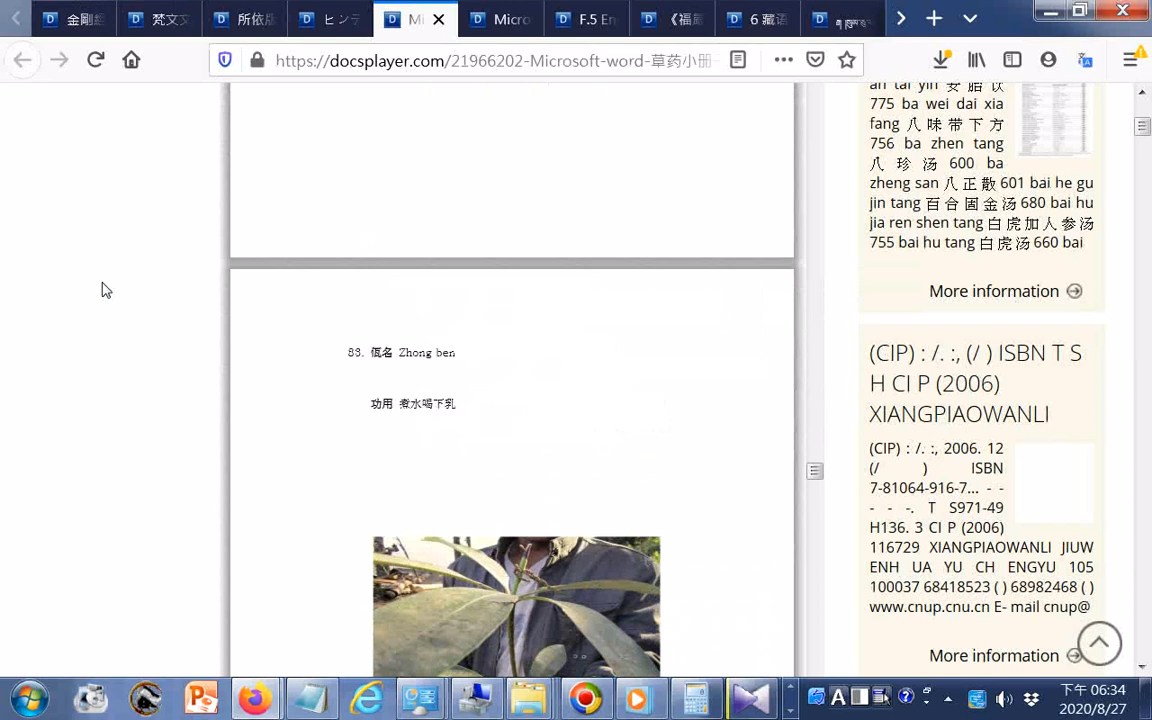 金剛經
梵文文
所依版
ヒンテ
Mi
Micro
F.5 En
《福嚴
6 藏語
https://docsplayer.com/21966202-Microsoft-word-草药小册
an tai yin 安胎饮
775 ba wei dai xia
fang 八味带下方
756 ba zhen tang
八珍汤 600 ba
zheng san 八正散 601 bai he gu
jin tang 百合固金汤 680 bai hu
jia ren shen tang 白虎加人参汤
755 bai hu tang 白虎汤 660 bai
More information
83. 佤名 Zhong ben
功用 煮水喝下乳
(CIP) : /. :, (/ ) ISBN T S
H CI P (2006)
XIANGPIAOWANLI
(CIP) : /. :, 2006. 12
(/ ) ISBN
7-81064-916-7... - -
- - -. T S971-49
H136. 3 CI P (2006)
116729 XIANGPIAOWANLI JIUW
ENH UA YU CH ENGYU 105
100037 68418523 ( ) 68982468 ( )
www.cnup.cnu.cn E- mail cnup@
More information
下午 06:34
2020/8/27